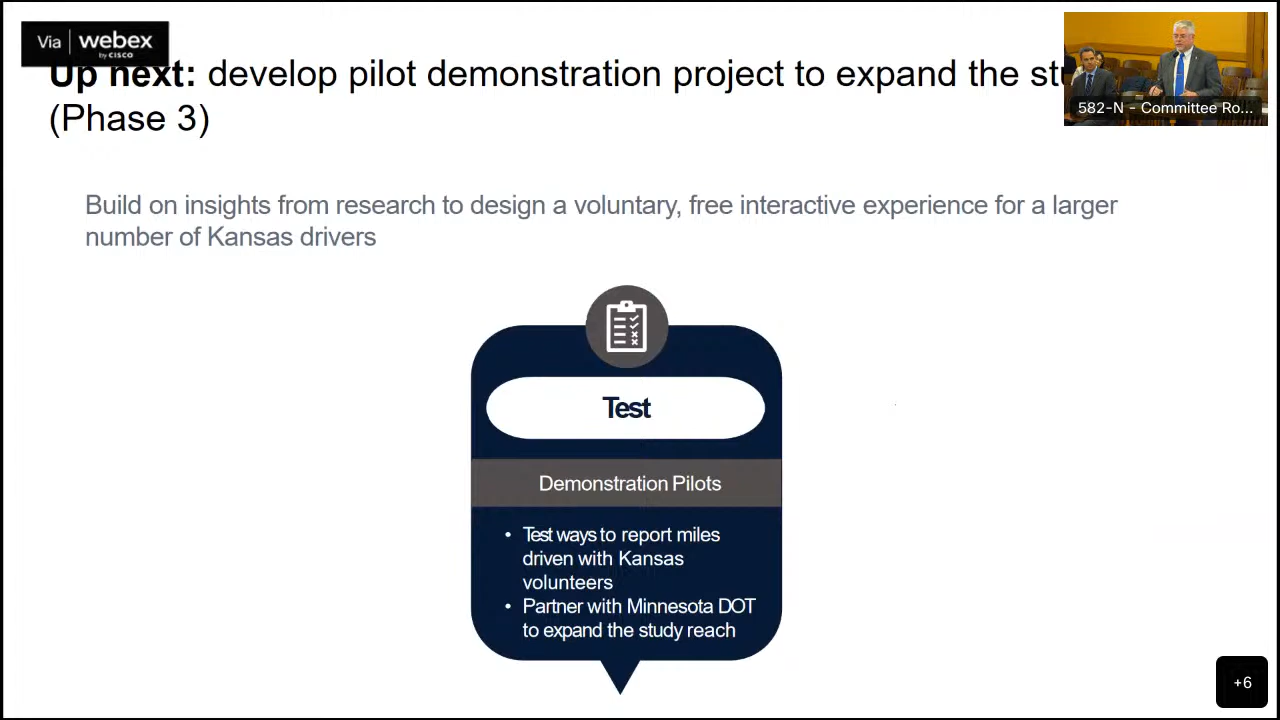 Via webex
by CISCO
Up next: develop pilot demonstration project to expand the
(Phase 3)
582-N - Committee Ro...
Build on insights from research to design a voluntary, free interactive experience for a larger
number of Kansas drivers
Test
Demonstration Pilots
• Test ways to report miles
driven with Kansas
volunteers
• Partner with Minnesota DOT
to expand the study reach
+6